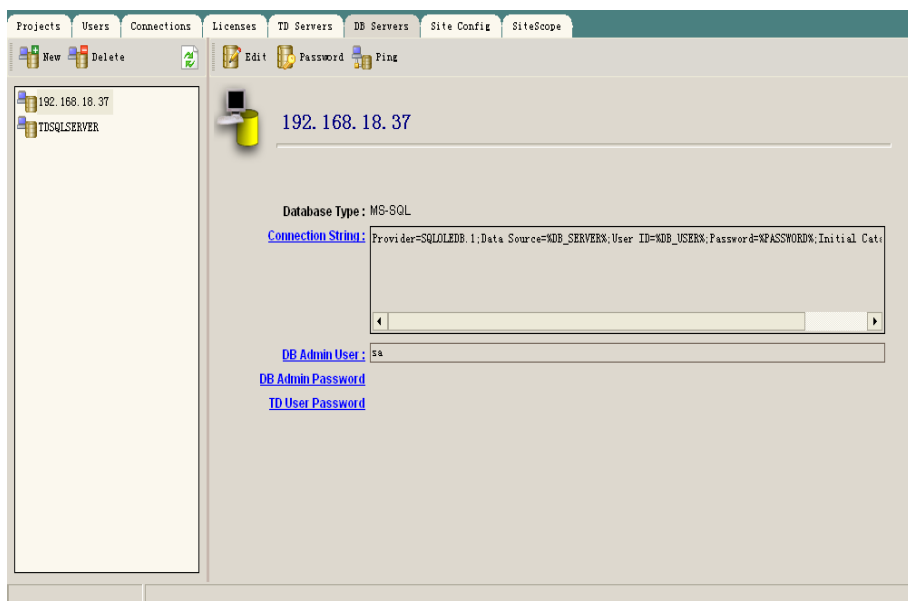 Projects Users Connections Licenses TD Servers DB Servers Site Config SiteScope
New Delete Edit Password Ping
192.168.18.37
TDSQLSERVER
192.168.18.37
Database Type: MS-SQL
Connection String: Provider=SQLOLEDB.1;Data Source=%DB_SERVER%;User ID=%DB_USER%;Password=%PASSWORD%;Initial Cat
DB Admin User: sa
DB Admin Password
TD User Password